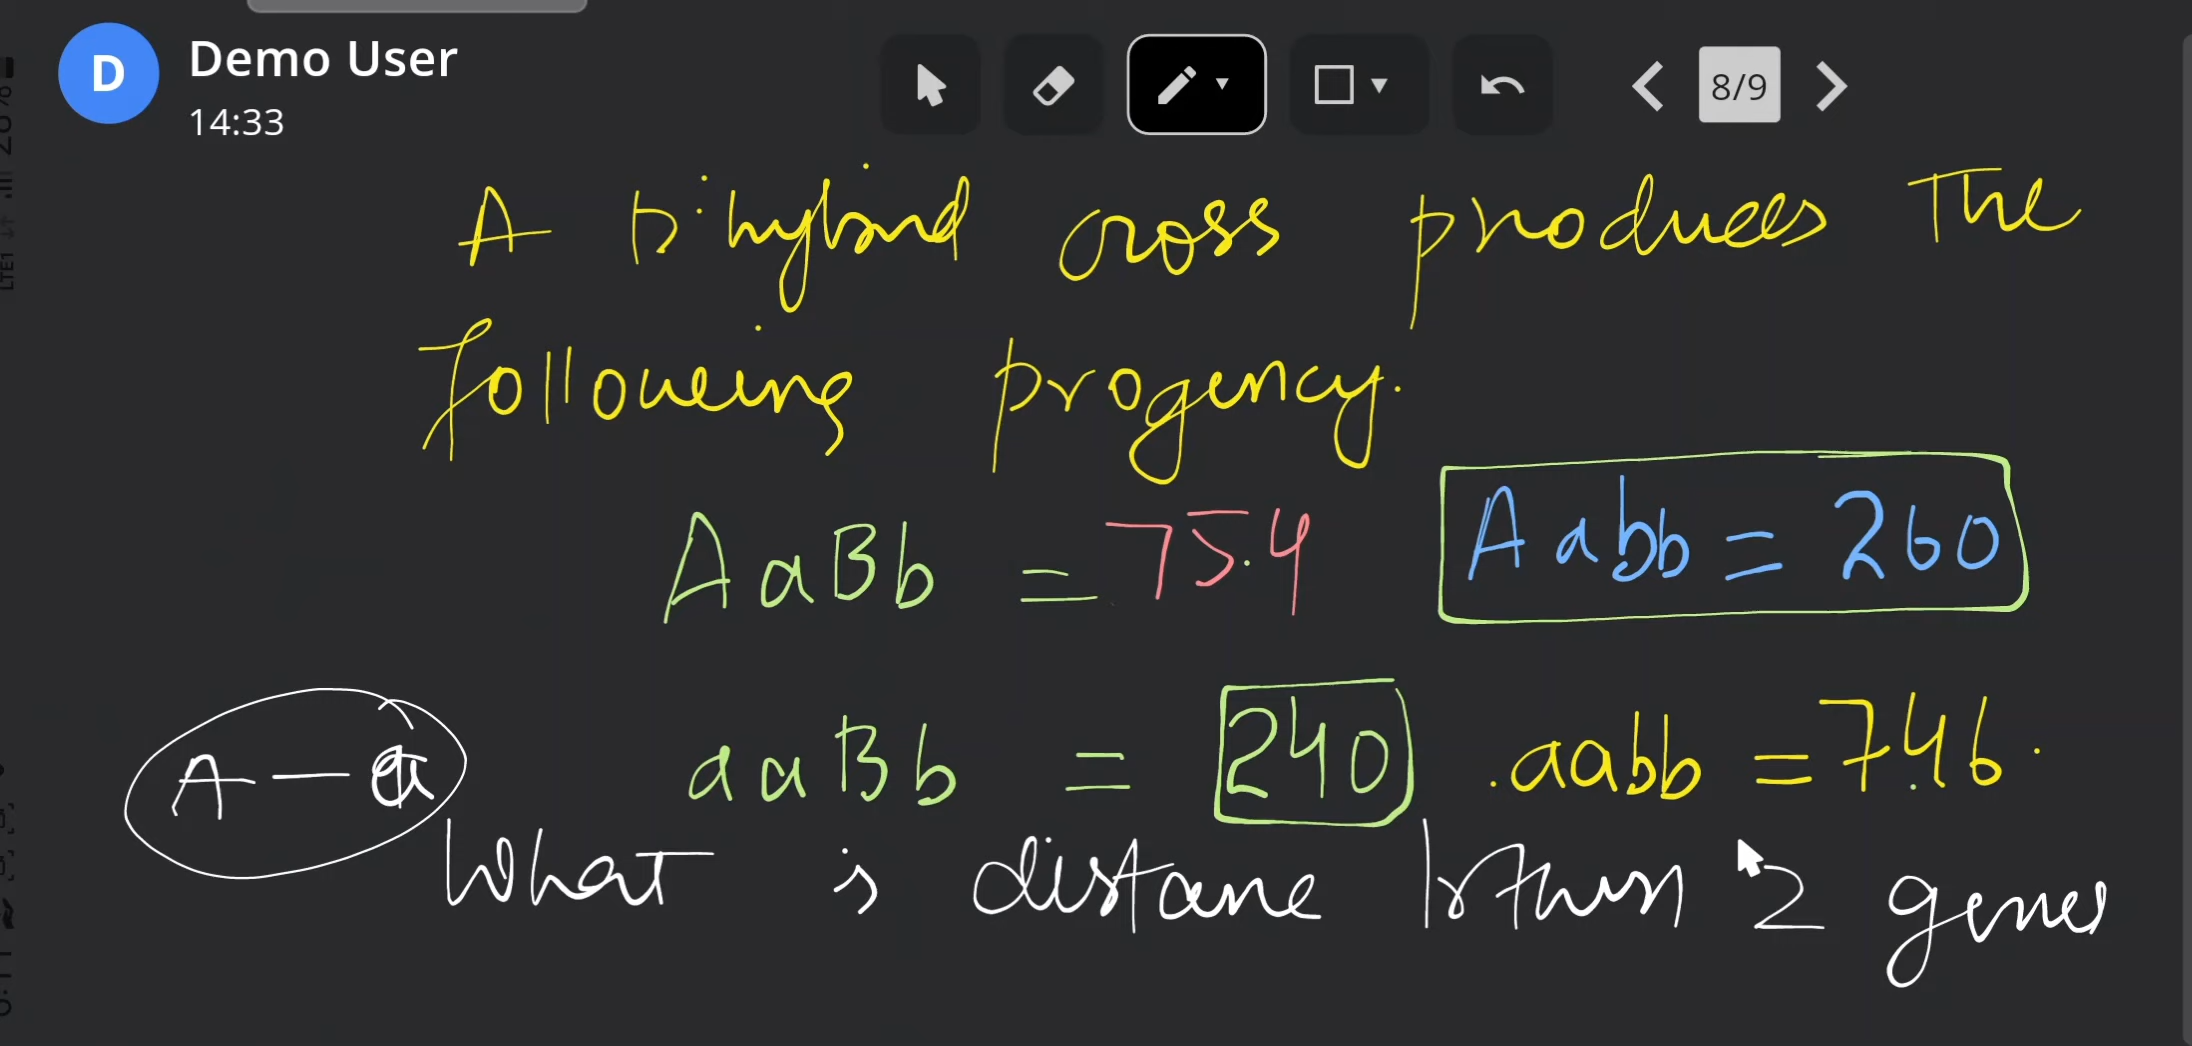 Demo User
14:33
8/9
A Dihybrid cross produces The
following progency.
AaBb = 754
Aabb = 260
aaBb = 240
.aabb = 746.
A — a
What is distane btwn 2 genes